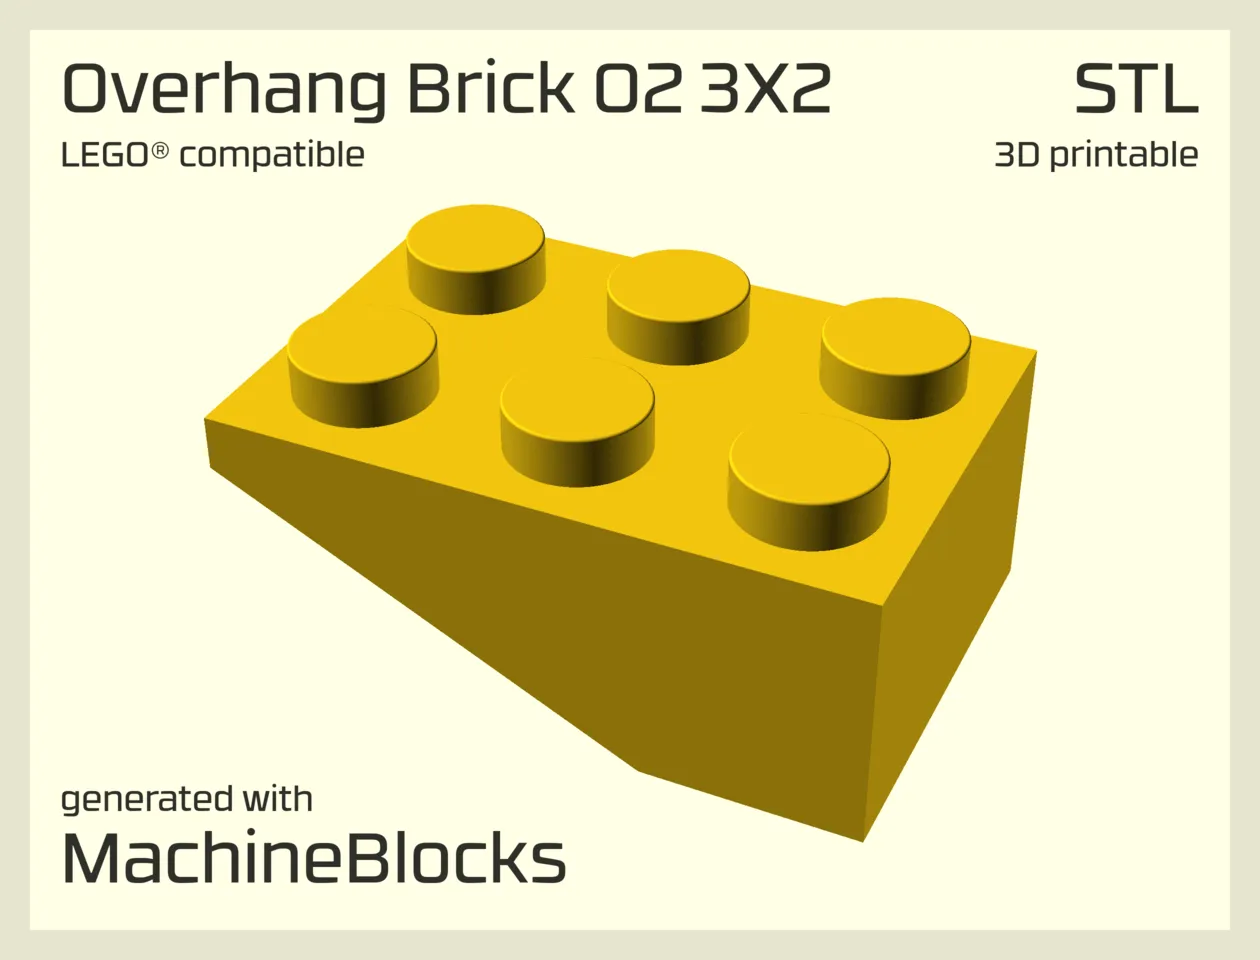 Overhang Brick 02 3X2
STL
LEGO® compatible
3D printable
generated with
MachineBlocks